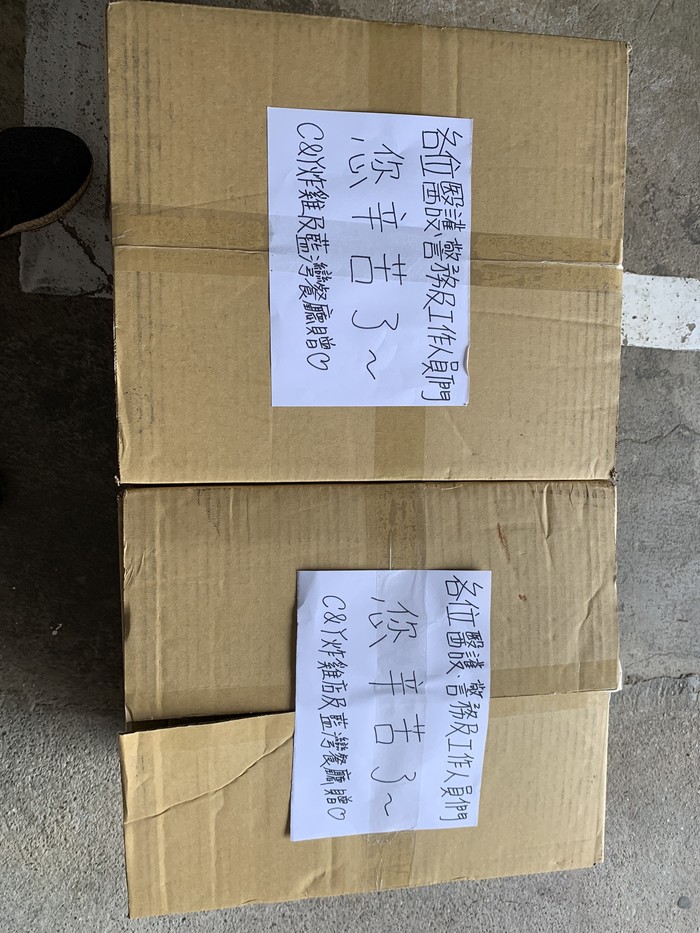 各位醫護、警務及工作人員們
您辛苦了~
C&Y炸雞及藍灣餐廳贈♡
各位醫護、警務及工作人員們
您辛苦了~
C&Y炸雞店及藍灣餐廳贈♡